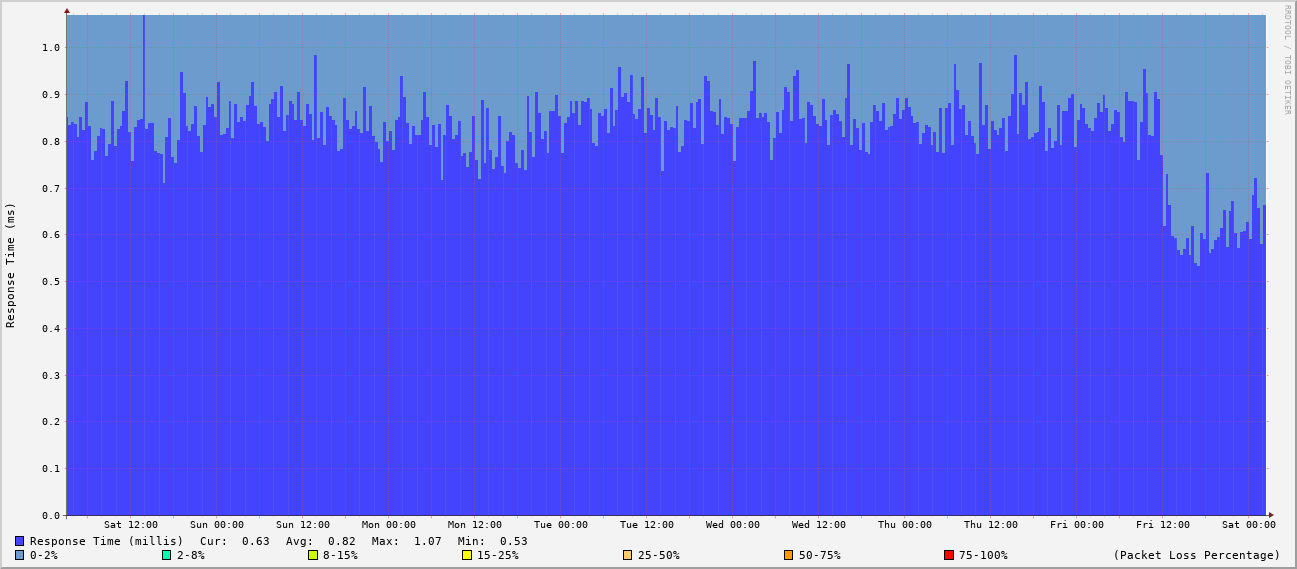 RRDTOOL / TOBI OETIKER
Response Time (ms)
1.0
0.9
0.8
0.7
0.6
0.5
0.4
0.3
0.2
0.1
0.0
Sat 12:00 Sun 00:00 Sun 12:00 Mon 00:00 Mon 12:00 Tue 00:00 Tue 12:00 Wed 00:00 Wed 12:00 Thu 00:00 Thu 12:00 Fri 00:00 Fri 12:00 Sat 00:00
Response Time (millis) Cur: 0.63 Avg: 0.82 Max: 1.07 Min: 0.53
0-2% 2-8% 8-15% 15-25% 25-50% 50-75% 75-100% (Packet Loss Percentage)